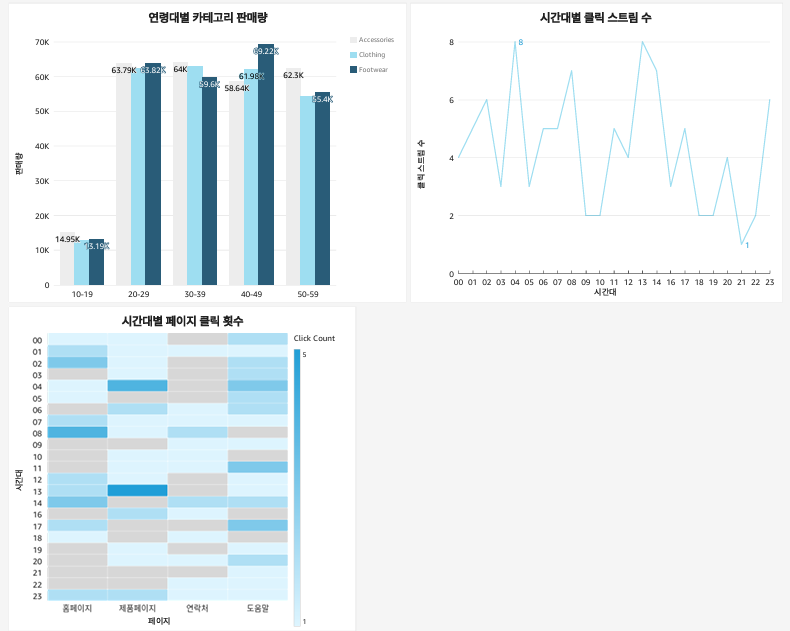 연령대별 카테고리 판매량
Accessories
Clothing
Footwear
판매량
70K
60K
50K
40K
30K
20K
10K
0
14.95K
13.19K
63.79K
63.82K
64K
59.6K
58.64K
61.98K
69.22K
62.3K
55.4K
10-19
20-29
30-39
40-49
50-59
시간대별 클릭 스트림 수
클릭 스트림 수
8
6
4
2
0
8
1
00 01 02 03 04 05 06 07 08 09 10 11 12 13 14 16 17 18 19 20 21 22 23
시간대
시간대별 페이지 클릭 횟수
Click Count
5
1
시간대
00
01
02
03
04
05
06
07
08
09
10
11
12
13
14
16
17
18
19
20
21
22
23
홈페이지 제품페이지 연락처 도움말
페이지